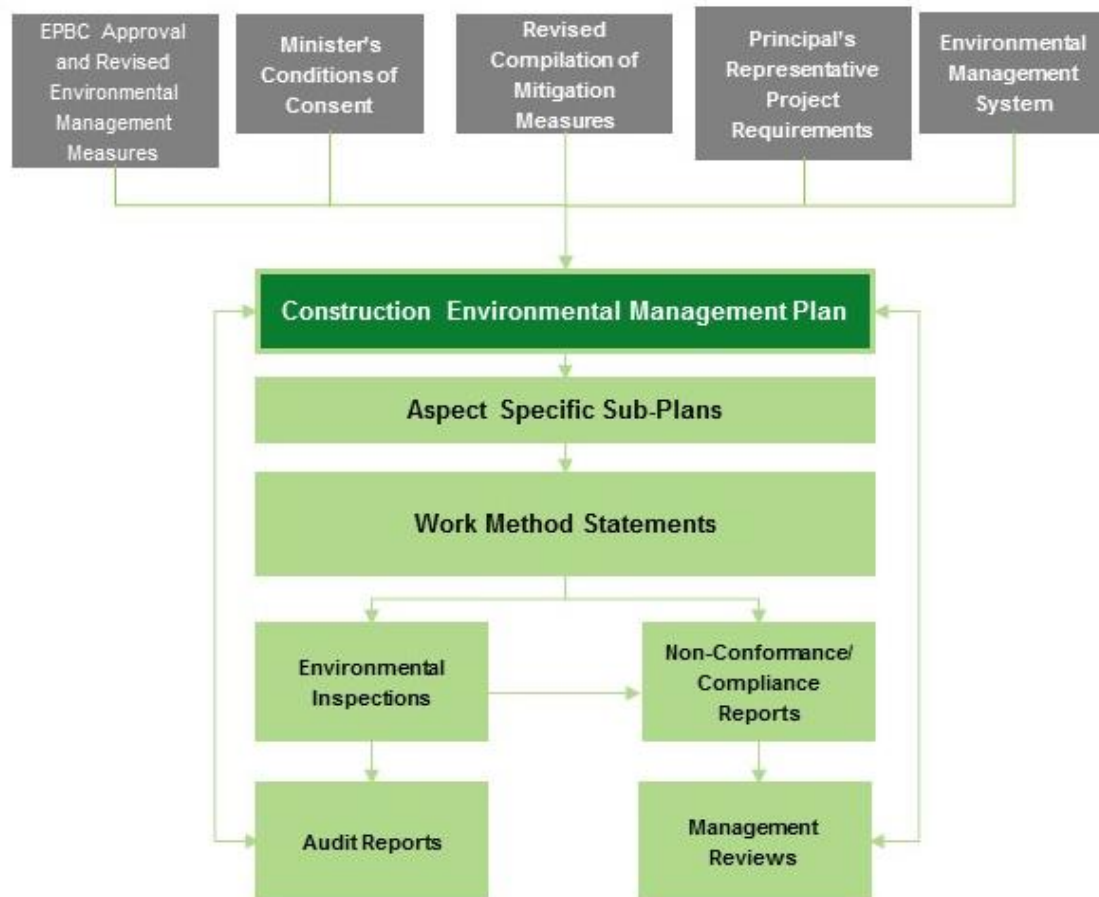 EPBC Approval
and Revised
Environmental
Management
Measures
Minister's
Conditions of
Consent
Revised
Compilation of
Mitigation
Measures
Principal's
Representative
Project
Requirements
Environmental
Management
System
Construction Environmental Management Plan
Aspect Specific Sub-Plans
Work Method Statements
Environmental
Inspections
Non-Conformance/
Compliance
Reports
Audit Reports
Management
Reviews